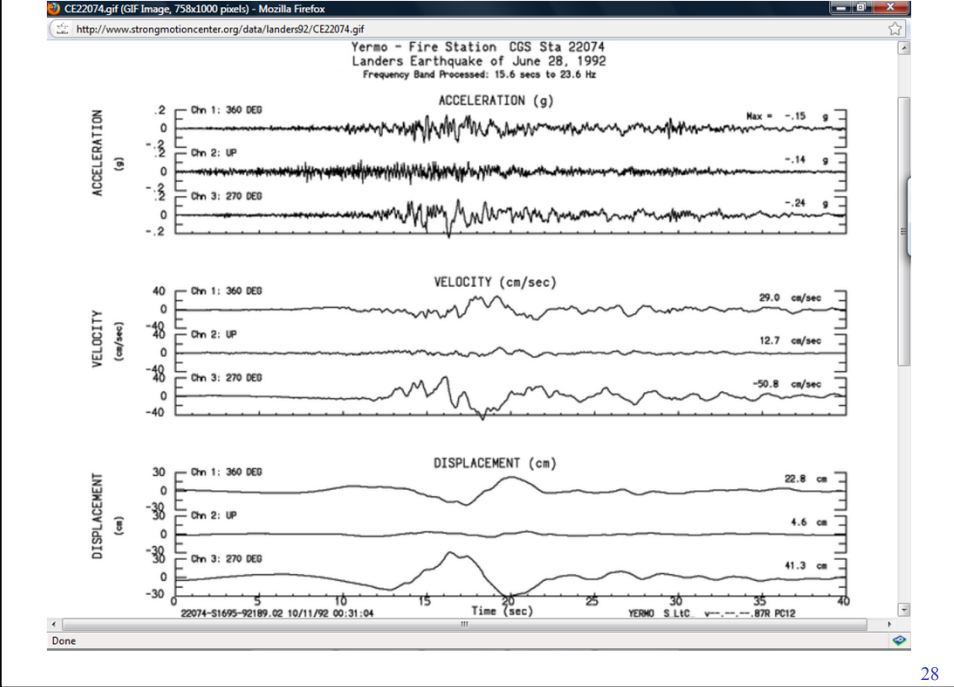 CE22074.gif (GIF Image, 758x1000 pixels) - Mozilla Firefox
http://www.strongmotioncenter.org/data/landers92/CE22074.gif
Yermo - Fire Station CGS Sta 22074
Landers Earthquake of June 28, 1992
Frequency Band Processed: 15.6 secs to 23.6 Hz
ACCELERATION (g)
ACCELERATION
(g)
.2
0
-.2
Chn 1: 360 DEG
Max = -.15 g
.2
0
-.2
Chn 2: UP
-.14 g
.2
0
-.2
Chn 3: 270 DEG
-.24 g
VELOCITY (cm/sec)
VELOCITY
(cm/sec)
40
0
-40
Chn 1: 360 DEG
29.0 cm/sec
40
0
-40
Chn 2: UP
12.7 cm/sec
40
0
-40
Chn 3: 270 DEG
-50.8 cm/sec
DISPLACEMENT (cm)
DISPLACEMENT
(cm)
30
0
-30
Chn 1: 360 DEG
22.8 cm
30
0
-30
Chn 2: UP
4.6 cm
30
0
-30
Chn 3: 270 DEG
41.3 cm
0 5 10 15 20 25 30 35 40
Time (sec)
22074-S1695-92189.02 10/11/92 00:31:04
YERMO
.87R PC12
Done
28